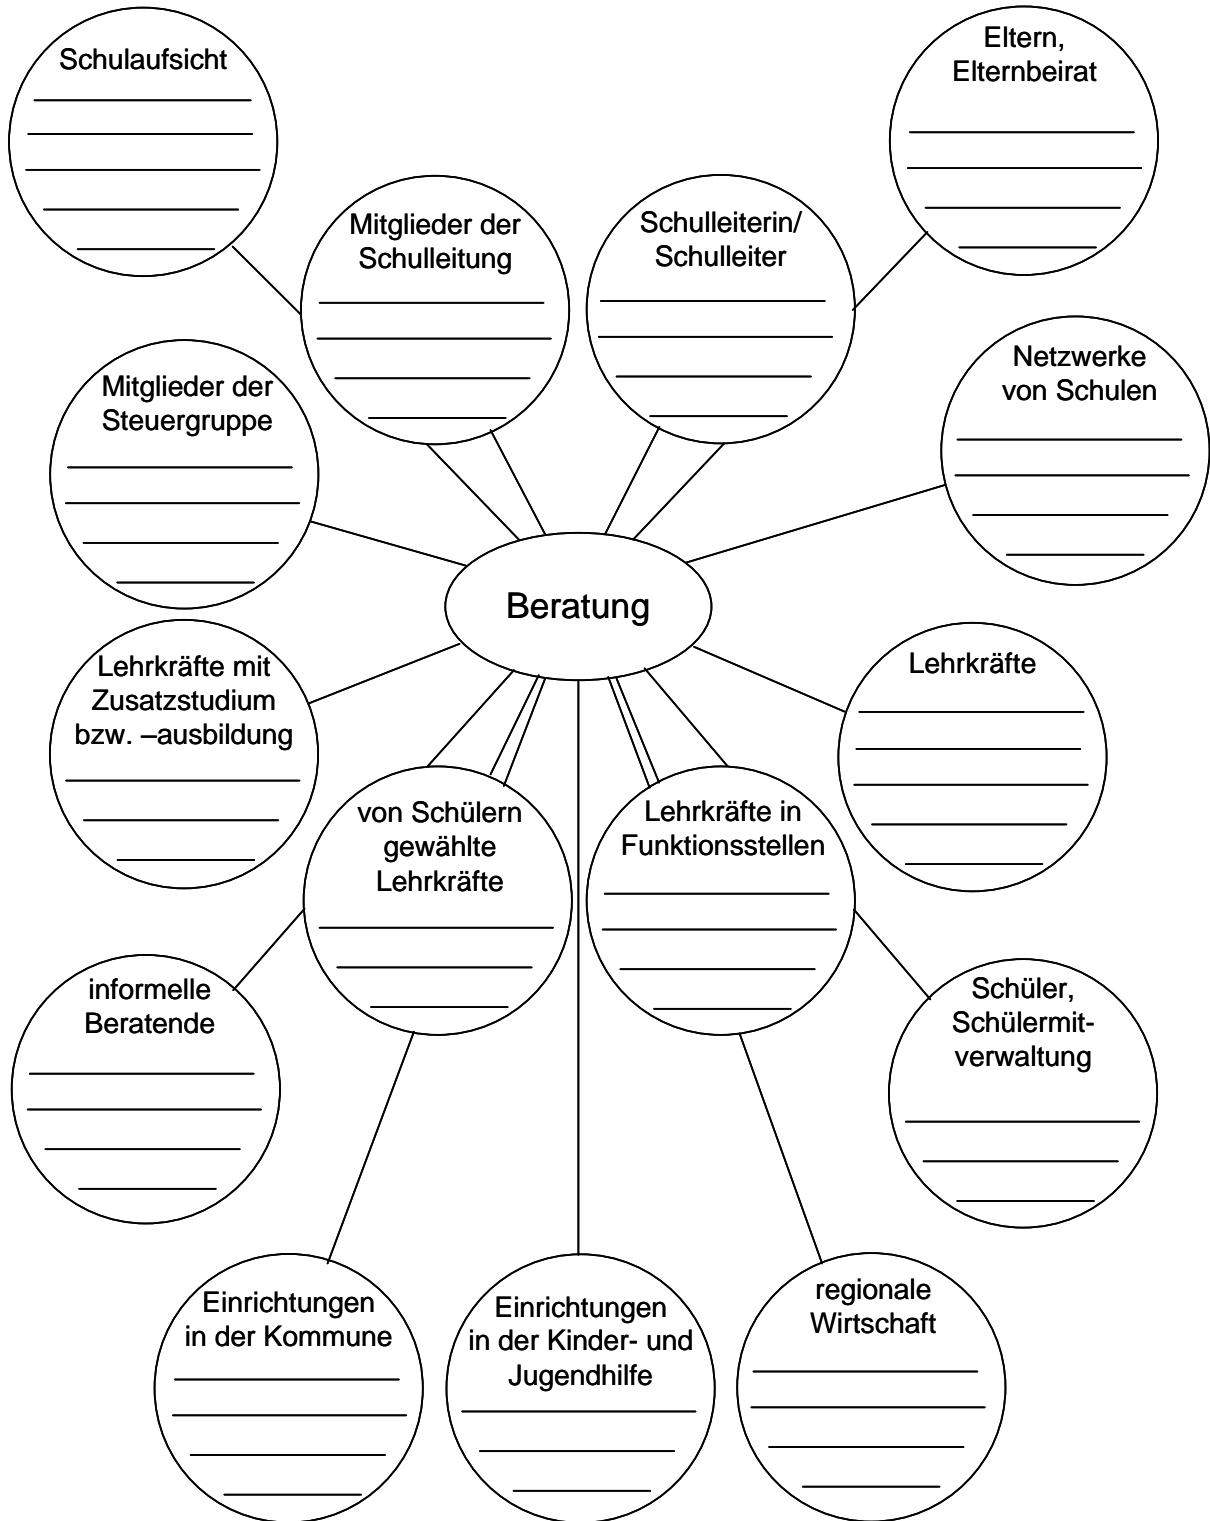 Schulaufsicht
Eltern,
Elternbeirat
Mitglieder der
Schulleitung
Schulleiterin/
Schulleiter
Mitglieder der
Steuergruppe
Netzwerke
von Schulen
Beratung
Lehrkräfte mit
Zusatzstudium
bzw. –ausbildung
Lehrkräfte
von Schülern
gewählte
Lehrkräfte
Lehrkräfte in
Funktionsstellen
informelle
Beratende
Schüler,
Schülermit-
verwaltung
Einrichtungen
in der Kommune
Einrichtungen
in der Kinder- und
Jugendhilfe
regionale
Wirtschaft